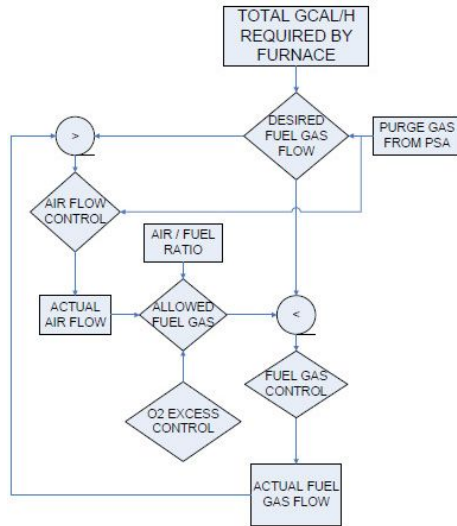 TOTAL GCAL/H
REQUIRED BY
FURNACE
>
DESIRED
FUEL GAS
FLOW
PURGE GAS
FROM PSA
AIR FLOW
CONTROL
AIR / FUEL
RATIO
ACTUAL
AIR FLOW
ALLOWED
FUEL GAS
<
FUEL GAS
CONTROL
O2 EXCESS
CONTROL
ACTUAL FUEL
GAS FLOW